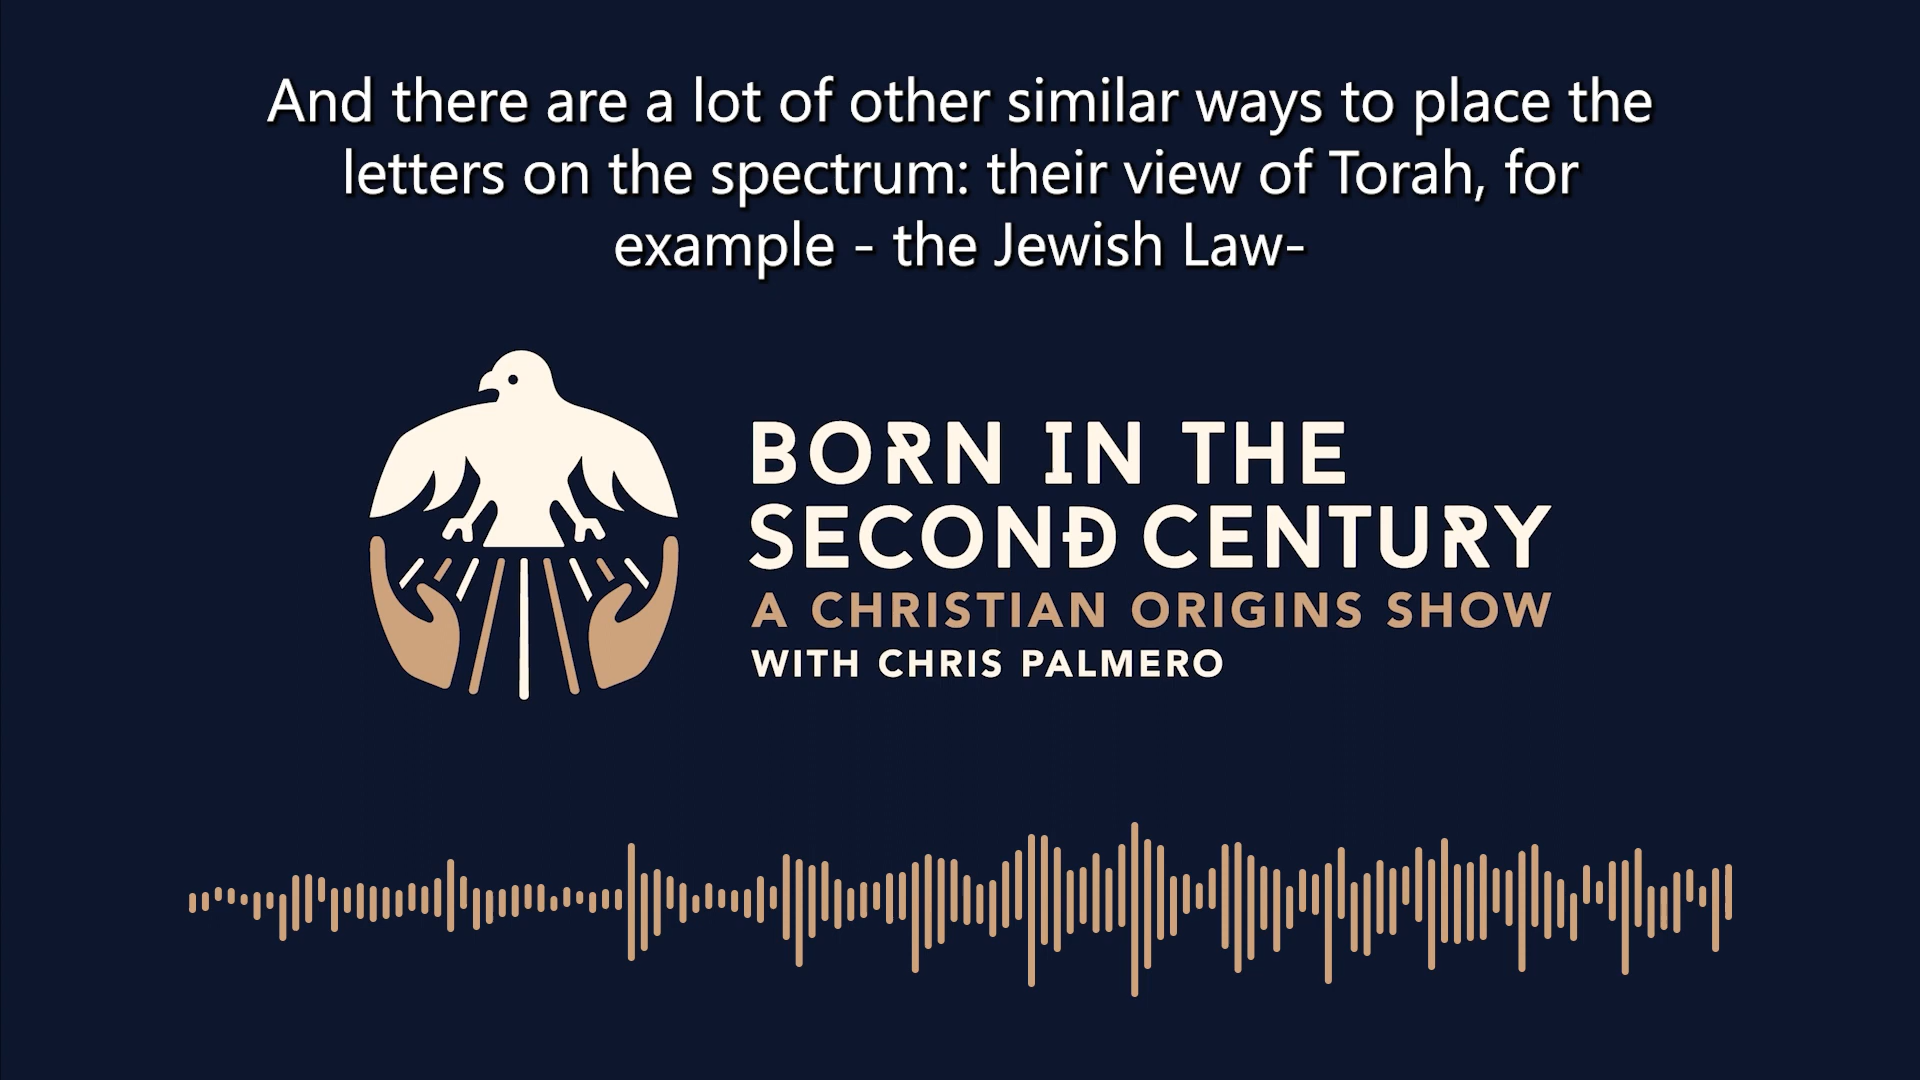 And there are a lot of other similar ways to place the
letters on the spectrum: their view of Torah, for
example - the Jewish Law-
BORN IN THE
SECOND CENTURY
A CHRISTIAN ORIGINS SHOW
WITH CHRIS PALMERO